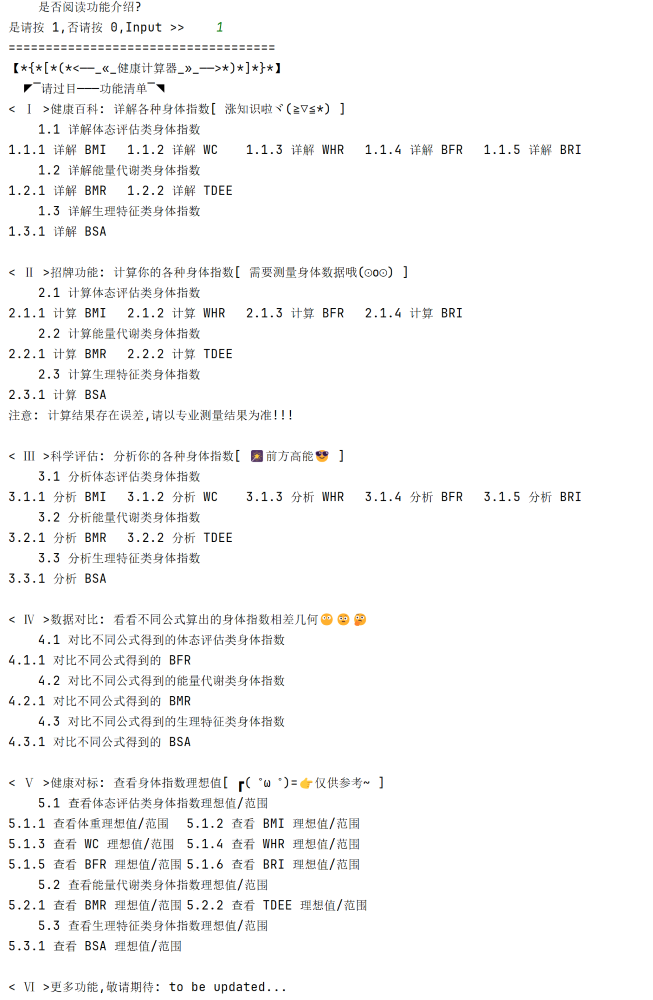 是否阅读功能介绍?
是请按 1,否请按 0,Input >> 1
====================================
【*{*[*(*<——_«_健康计算器_»_——>*)*]*}*】
◤¯请过目———功能清单¯◥
< Ⅰ >健康百科: 详解各种身体指数[ 涨知识啦ヾ(≧▽≦*) ]
1.1 详解体态评估类身体指数
1.1.1 详解 BMI 1.1.2 详解 WC 1.1.3 详解 WHR 1.1.4 详解 BFR 1.1.5 详解 BRI
1.2 详解能量代谢类身体指数
1.2.1 详解 BMR 1.2.2 详解 TDEE
1.3 详解生理特征类身体指数
1.3.1 详解 BSA
< Ⅱ >招牌功能: 计算你的各种身体指数[ 需要测量身体数据哦(⊙o⊙) ]
2.1 计算体态评估类身体指数
2.1.1 计算 BMI 2.1.2 计算 WHR 2.1.3 计算 BFR 2.1.4 计算 BRI
2.2 计算能量代谢类身体指数
2.2.1 计算 BMR 2.2.2 计算 TDEE
2.3 计算生理特征类身体指数
2.3.1 计算 BSA
注意: 计算结果存在误差,请以专业测量结果为准!!!
< Ⅲ >科学评估: 分析你的各种身体指数[ 🎆前方高能😎 ]
3.1 分析体态评估类身体指数
3.1.1 分析 BMI 3.1.2 分析 WC 3.1.3 分析 WHR 3.1.4 分析 BFR 3.1.5 分析 BRI
3.2 分析能量代谢类身体指数
3.2.1 分析 BMR 3.2.2 分析 TDEE
3.3 分析生理特征类身体指数
3.3.1 分析 BSA
< Ⅳ >数据对比: 看看不同公式算出的身体指数相差几何
4.1 对比不同公式得到的体态评估类身体指数
4.1.1 对比不同公式得到的 BFR
4.2 对比不同公式得到的能量代谢类身体指数
4.2.1 对比不同公式得到的 BMR
4.3 对比不同公式得到的生理特征类身体指数
4.3.1 对比不同公式得到的 BSA
< Ⅴ >健康对标: 查看身体指数理想值[ ┏(゜ω゜)=👉仅供参考~ ]
5.1 查看体态评估类身体指数理想值/范围
5.1.1 查看体重理想值/范围 5.1.2 查看 BMI 理想值/范围
5.1.3 查看 WC 理想值/范围 5.1.4 查看 WHR 理想值/范围
5.1.5 查看 BFR 理想值/范围 5.1.6 查看 BRI 理想值/范围
5.2 查看能量代谢类身体指数理想值/范围
5.2.1 查看 BMR 理想值/范围 5.2.2 查看 TDEE 理想值/范围
5.3 查看生理特征类身体指数理想值/范围
5.3.1 查看 BSA 理想值/范围
< Ⅵ >更多功能,敬请期待: to be updated...